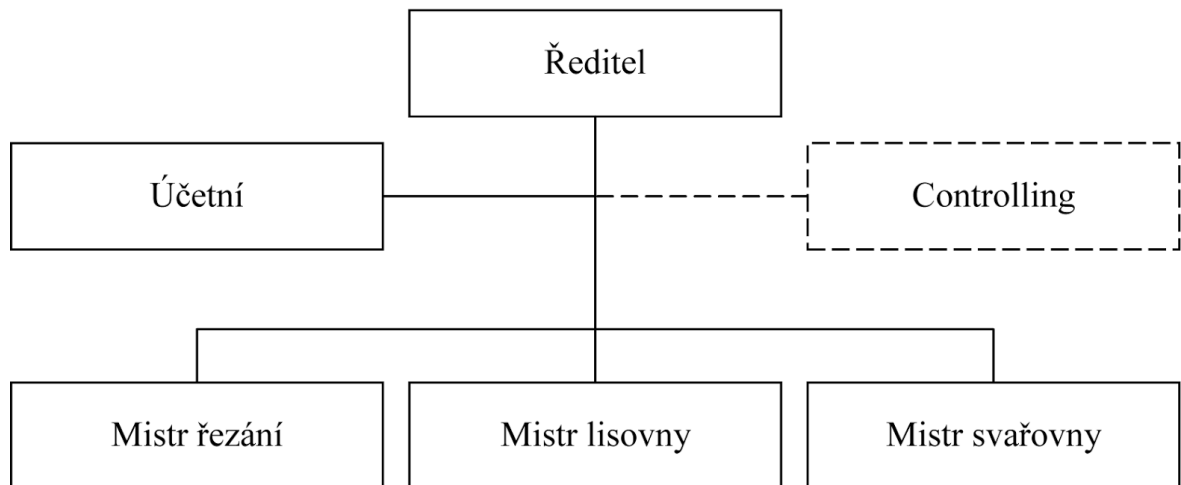 Ředitel
Účetní
Controlling
Mistr řezání
Mistr lisovny
Mistr svařovny